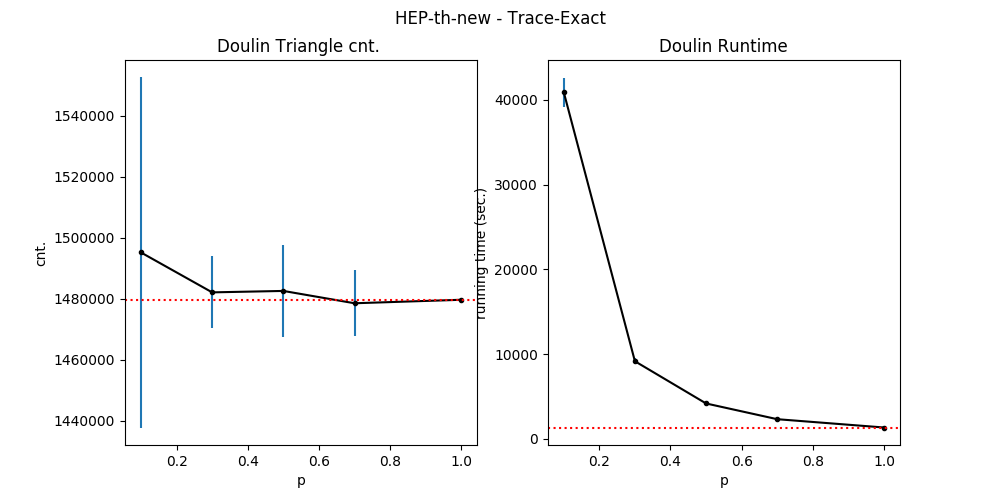 HEP-th-new - Trace-Exact
Doulin Triangle cnt.
1540000
1520000
1500000
1480000
1460000
1440000
cnt.
0.2 0.4 0.6 0.8 1.0
p
Doulin Runtime
40000
30000
20000
10000
0
running time (sec.)
0.2 0.4 0.6 0.8 1.0
p